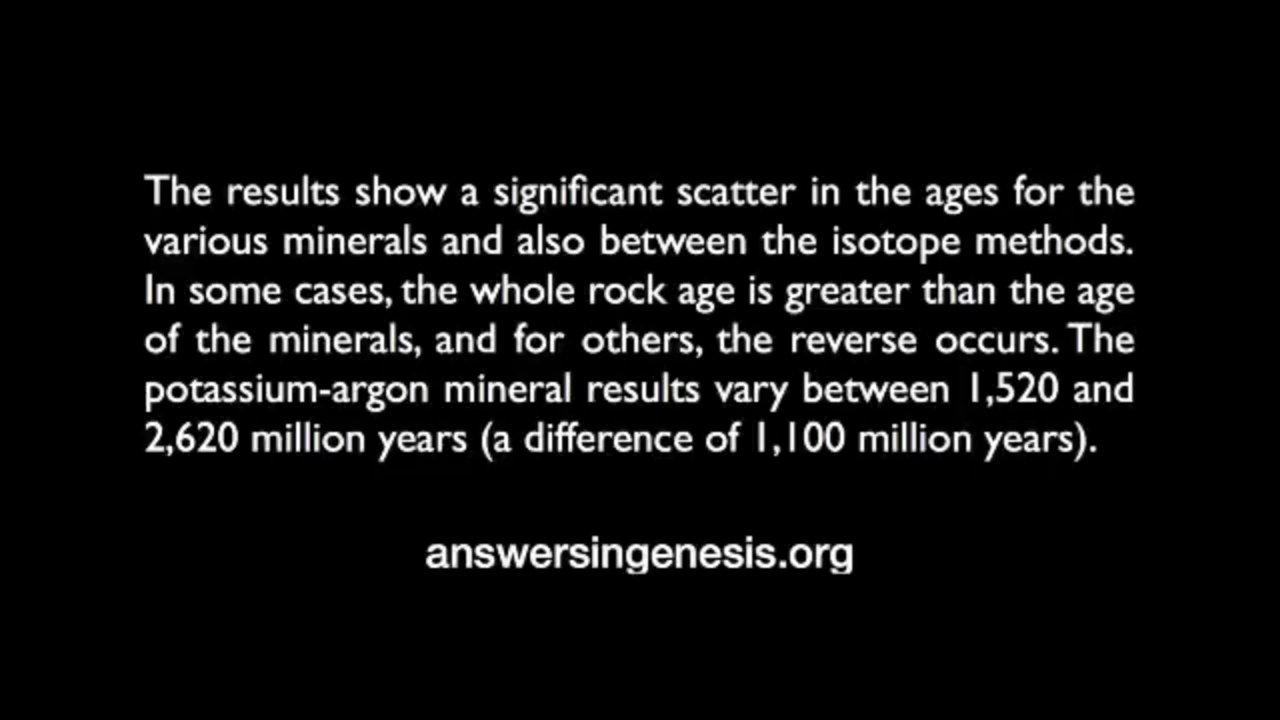 The results show a significant scatter in the ages for the
various minerals and also between the isotope methods.
In some cases, the whole rock age is greater than the age
of the minerals, and for others, the reverse occurs. The
potassium-argon mineral results vary between 1,520 and
2,620 million years (a difference of 1,100 million years).
answersingenesis.org